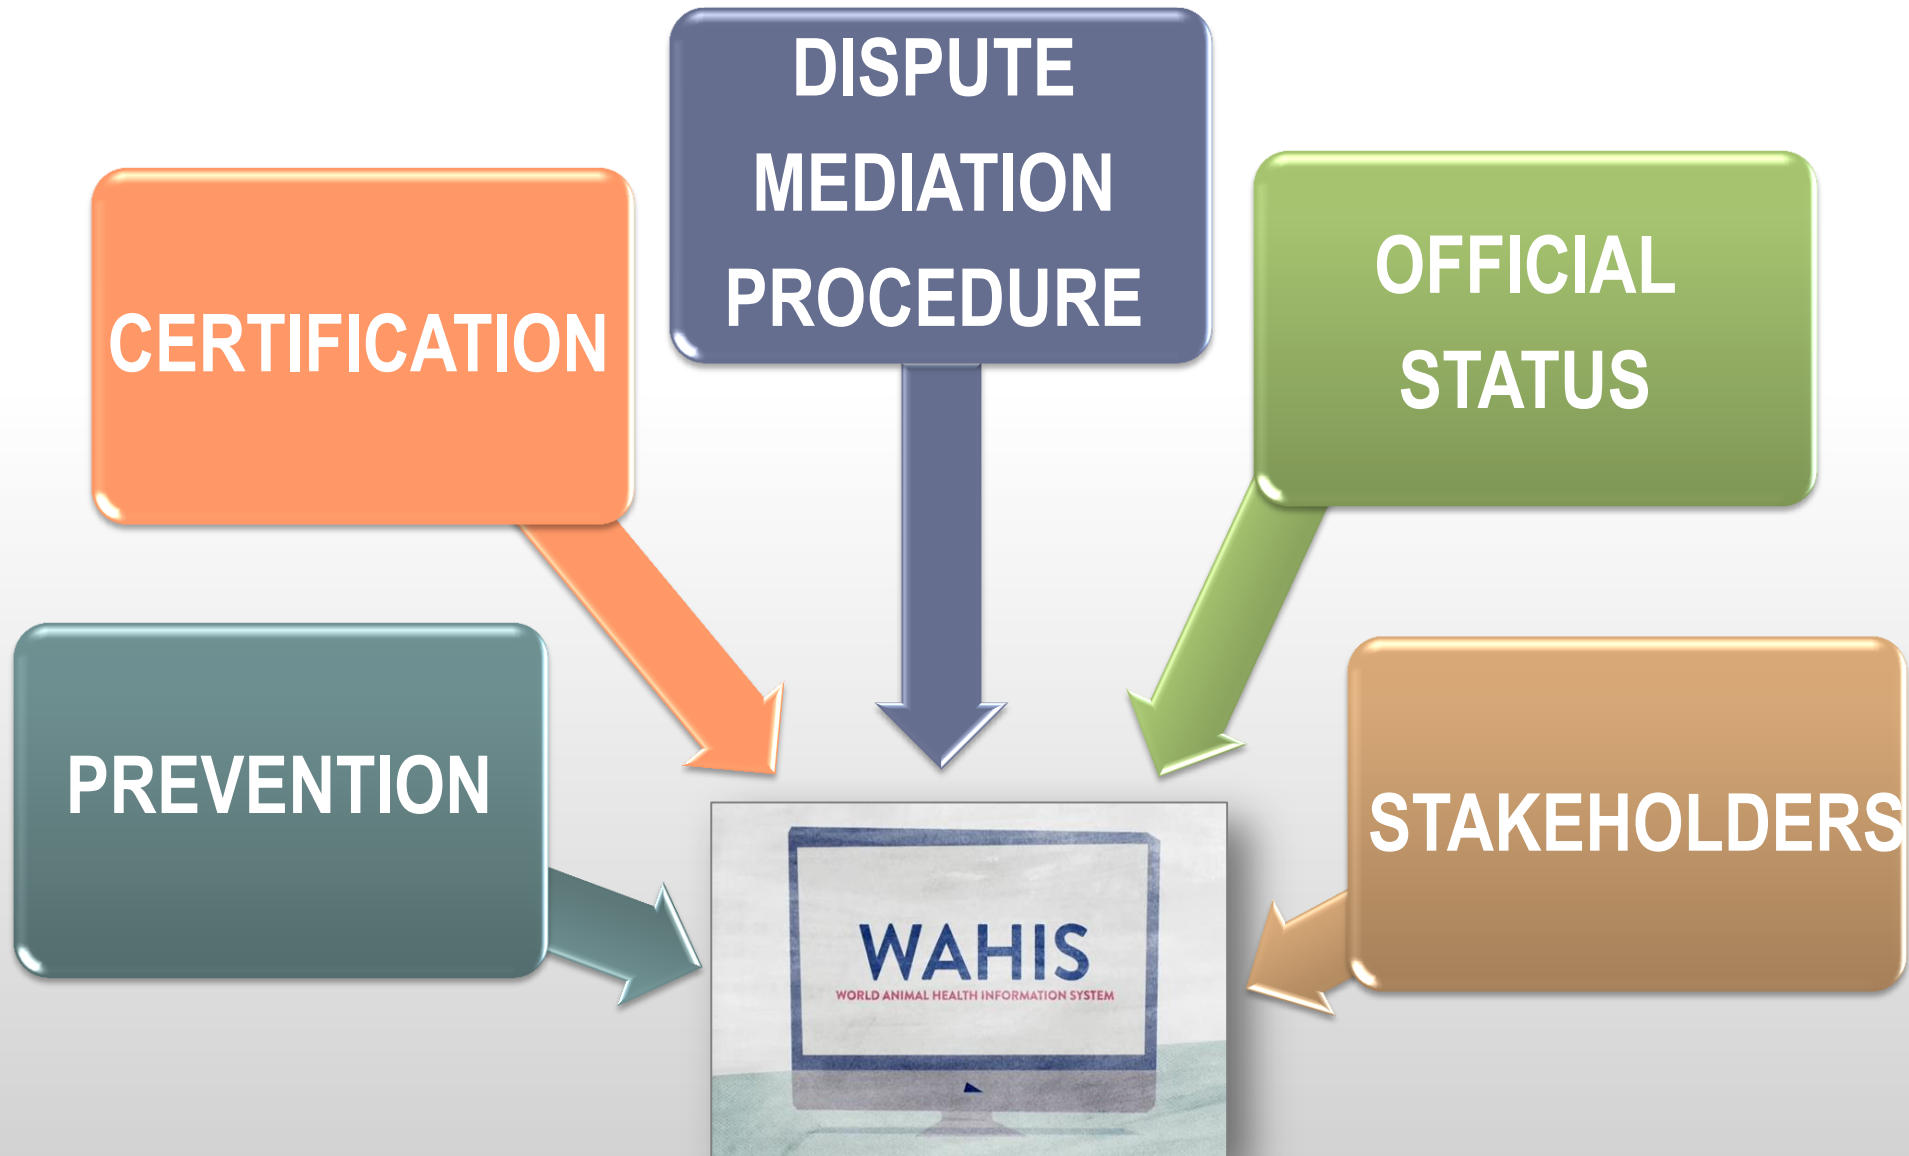 DISPUTE
MEDIATION
PROCEDURE
CERTIFICATION
OFFICIAL
STATUS
PREVENTION
STAKEHOLDERS
WAHIS
WORLD ANIMAL HEALTH INFORMATION SYSTEM